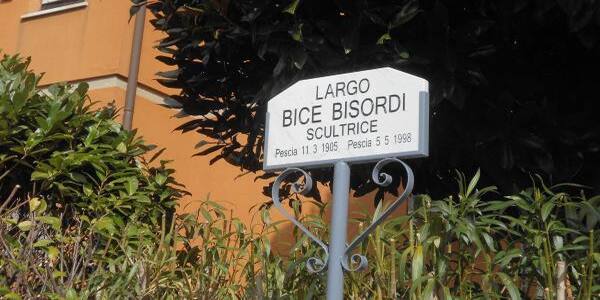 LARGO
BICE BISORDI
SCULTRICE
Pescia 11 3 1905 Pescia 5 5 1998